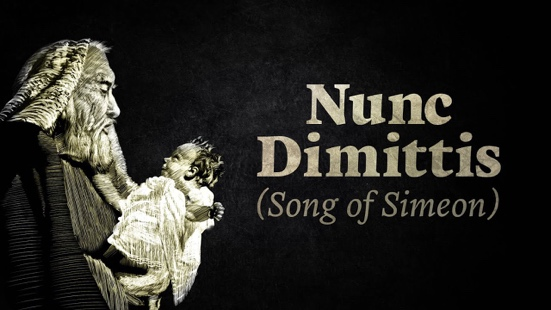 Nunc
Dimittis
(Song of Simeon)